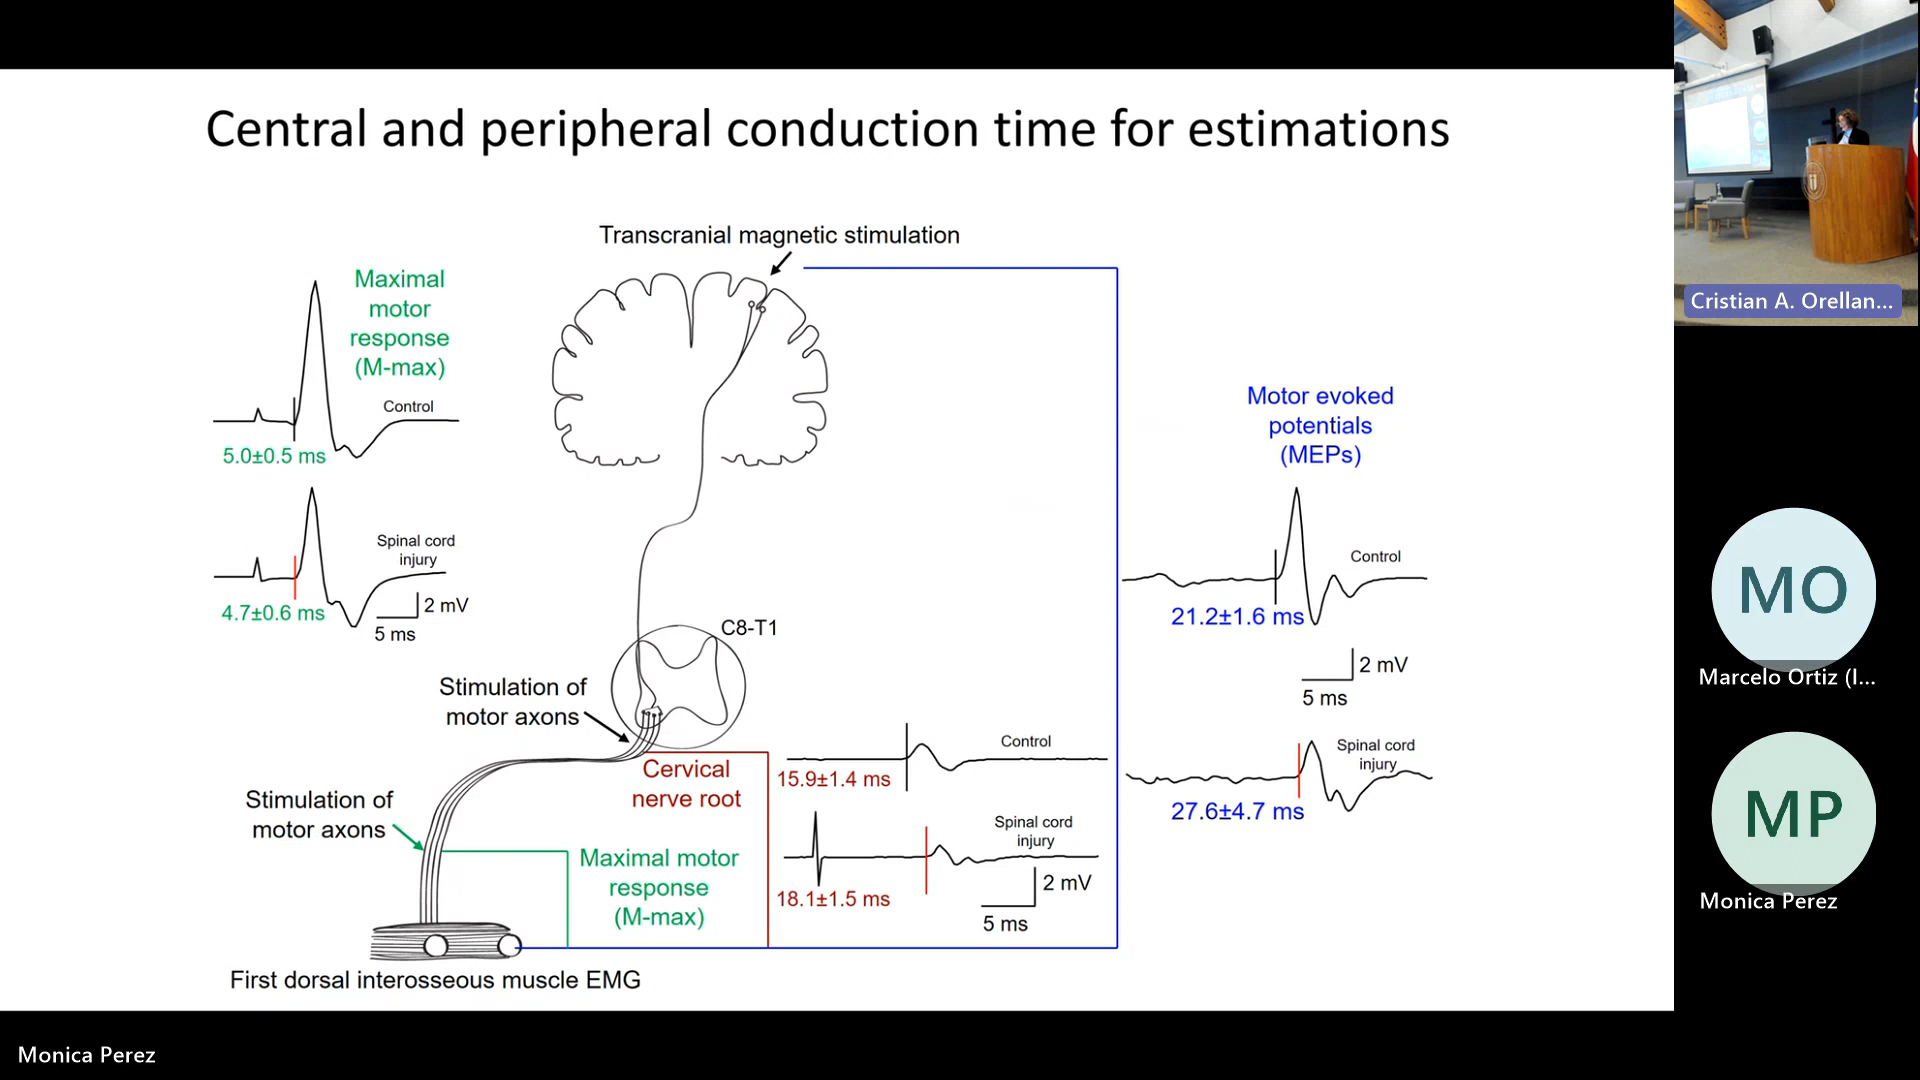 Central and peripheral conduction time for estimations
Transcranial magnetic stimulation
Maximal
motor
response
(M-max)
Control
5.0±0.5 ms
Spinal cord
injury
4.7±0.6 ms
2 mV
5 ms
C8-T1
Stimulation of
motor axons
Cervical
nerve root
Stimulation of
motor axons
Maximal motor
response
(M-max)
First dorsal interosseous muscle EMG
Control
15.9±1.4 ms
Spinal cord
injury
18.1±1.5 ms
2 mV
5 ms
Motor evoked
potentials
(MEPs)
Control
21.2±1.6 ms
2 mV
5 ms
Spinal cord
injury
27.6±4.7 ms
Cristian A. Orellan...
MO
Marcelo Ortiz (I...
MP
Monica Perez
Monica Perez